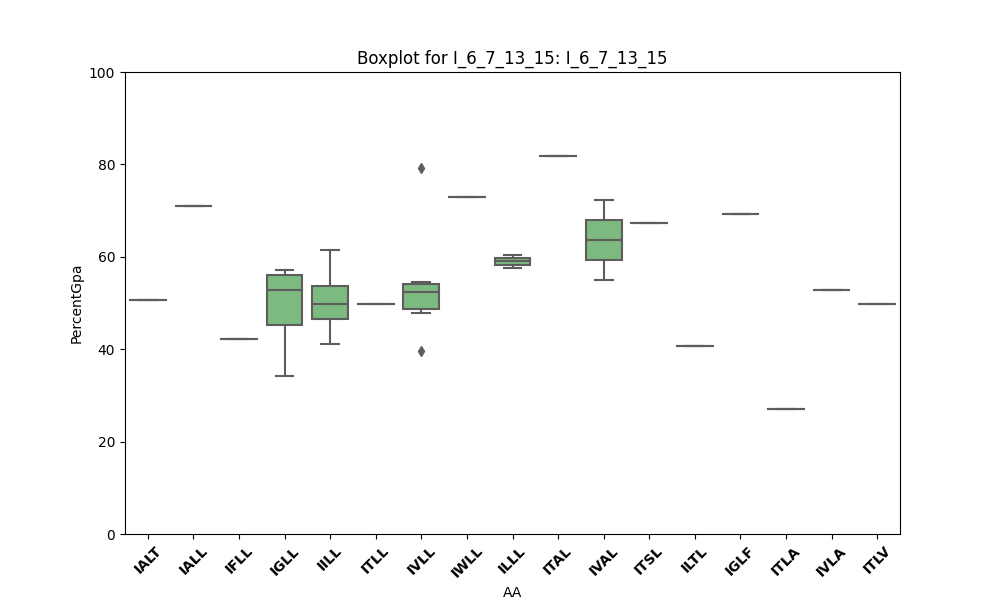 Boxplot for I_6_7_13_15: I_6_7_13_15
100
80
60
40
20
0
PercentGpa
IALT IALL IFLL IGLL IILL ITLL IVLL IWLL ILLL ITAL IVAL ITSL ILTL IGLF ITLA IVLA ITLV
AA